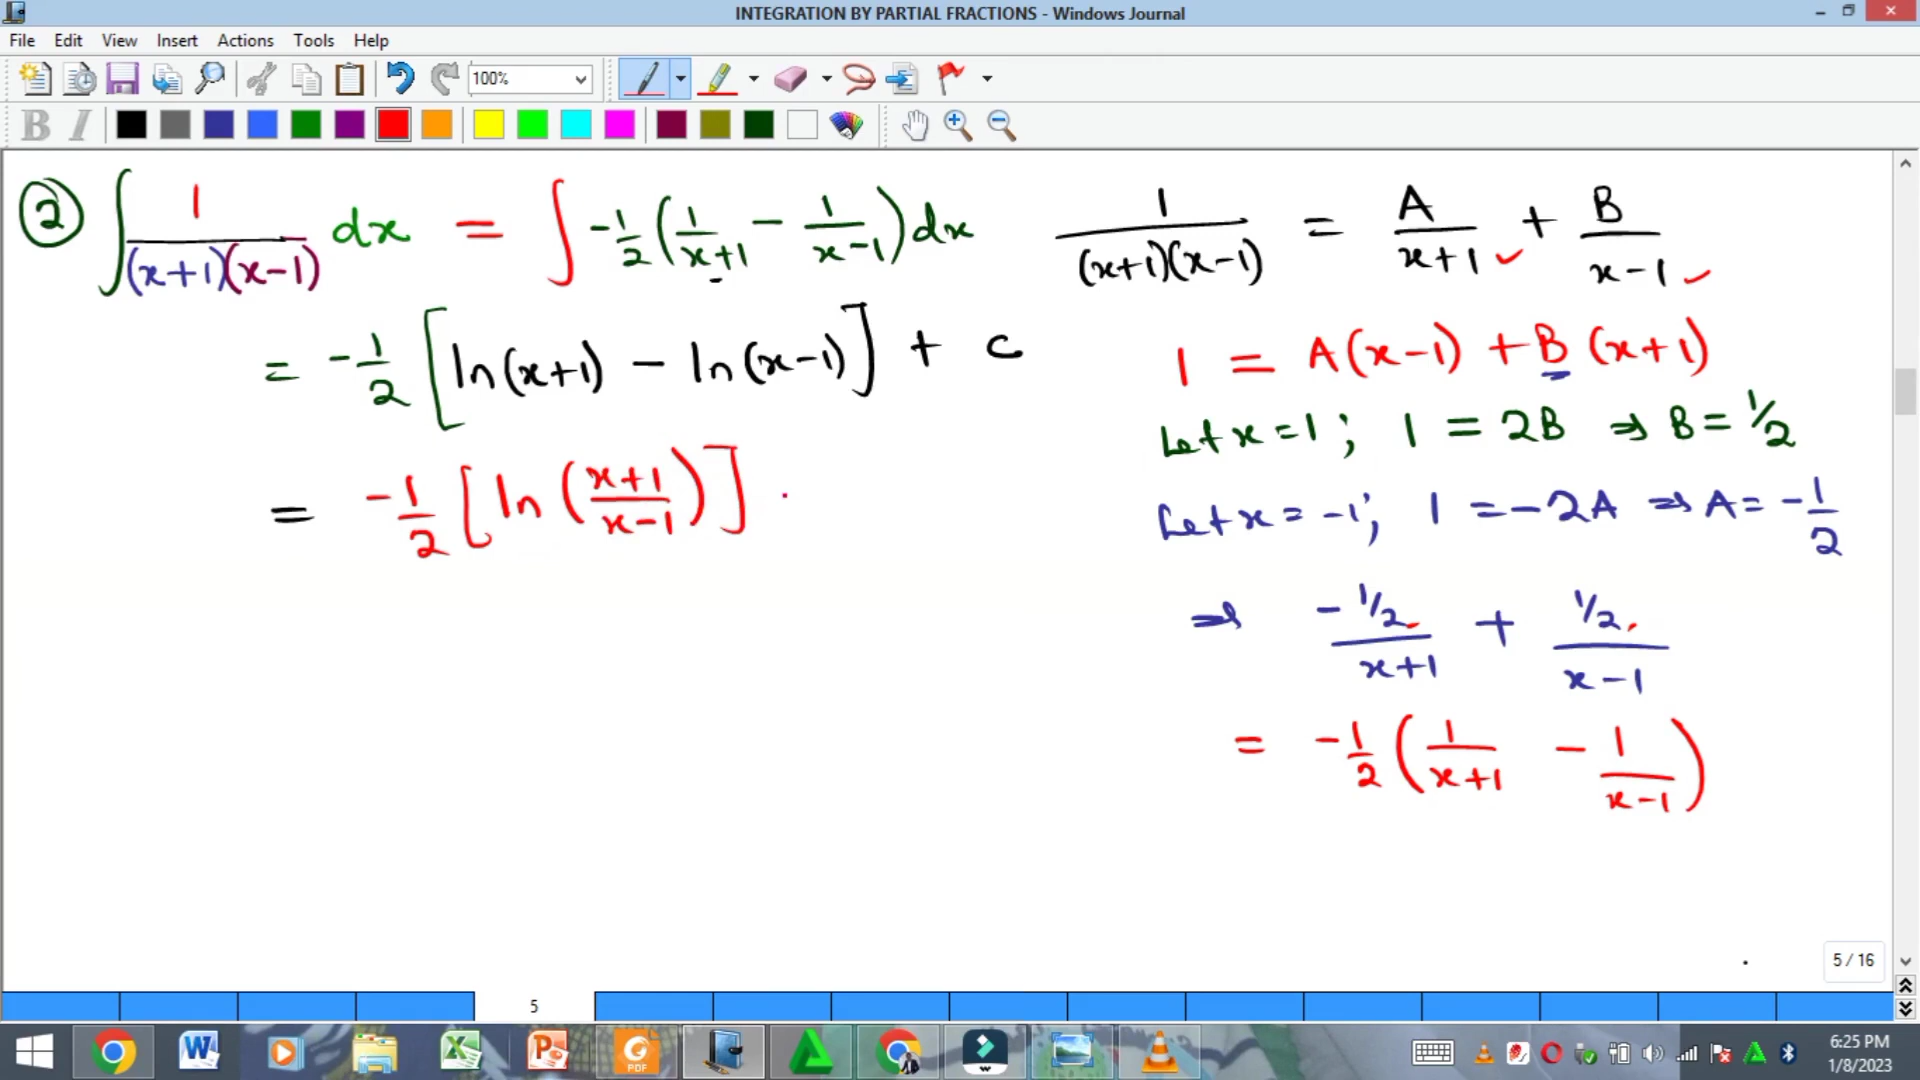 INTEGRATION BY PARTIAL FRACTIONS - Windows Journal
File Edit View Insert Actions Tools Help
100%
B I
② ∫ 1/((x+1)(x-1)) dx = ∫ -1/2 (1/(x+1) - 1/(x-1)) dx
= -1/2 [ln(x+1) - ln(x-1)] + c
= -1/2 [ln((x+1)/(x-1))]
1/((x+1)(x-1)) = A/(x+1) ✓ + B/(x-1) ✓
1 = A(x-1) + B(x+1)
Let x=1; 1 = 2B ⇒ B = 1/2
Let x = -1; 1 = -2A ⇒ A = -1/2
⇒ (-1/2)/(x+1) + (1/2)/(x-1)
= -1/2 (1/(x+1) - 1/(x-1))
5 / 16
5
PDF
6:25 PM
1/8/2023